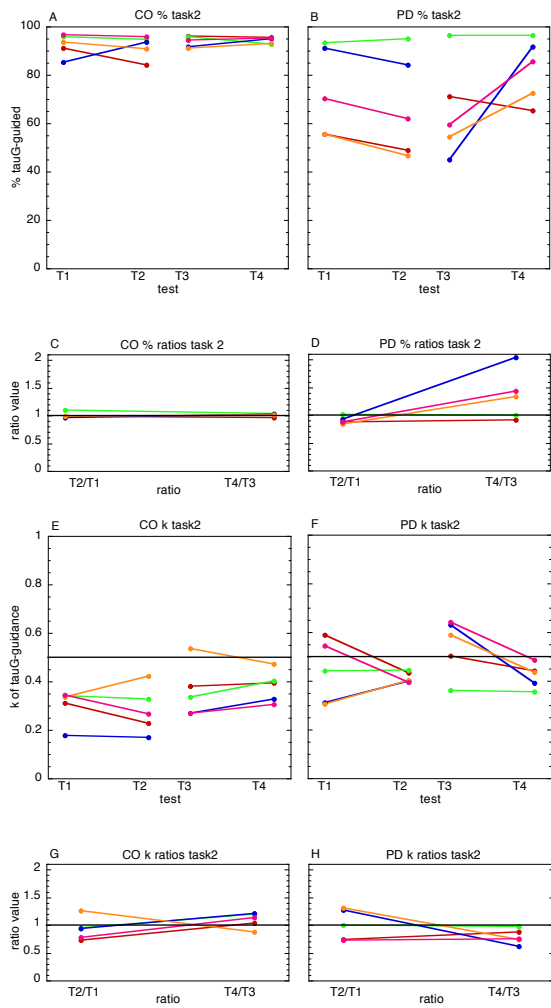 A CO % task2
B PD % task2
100
80
60
40
20
0
% tauG-guided
T1 T2 T3 T4
test
T1 T2 T3 T4
test
C CO % ratios task 2
D PD % ratios task 2
2
1.5
1
0.5
0
ratio value
T2/T1 T4/T3
ratio
T2/T1 T4/T3
ratio
E CO k task2
F PD k task2
1
0.8
0.6
0.4
0.2
0
k of tauG-guidance
T1 T2 T3 T4
test
T1 T2 T3 T4
test
G CO k ratios task2
H PD k ratios task2
2
1.5
1
0.5
0
ratio value
T2/T1 T4/T3
ratio
T2/T1 T4/T3
ratio